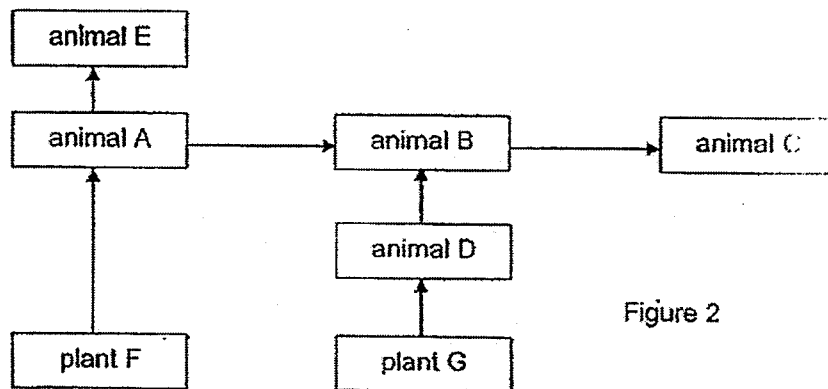 animal E
animal A
animal B
animal C
animal D
Figure 2
plant F
plant G